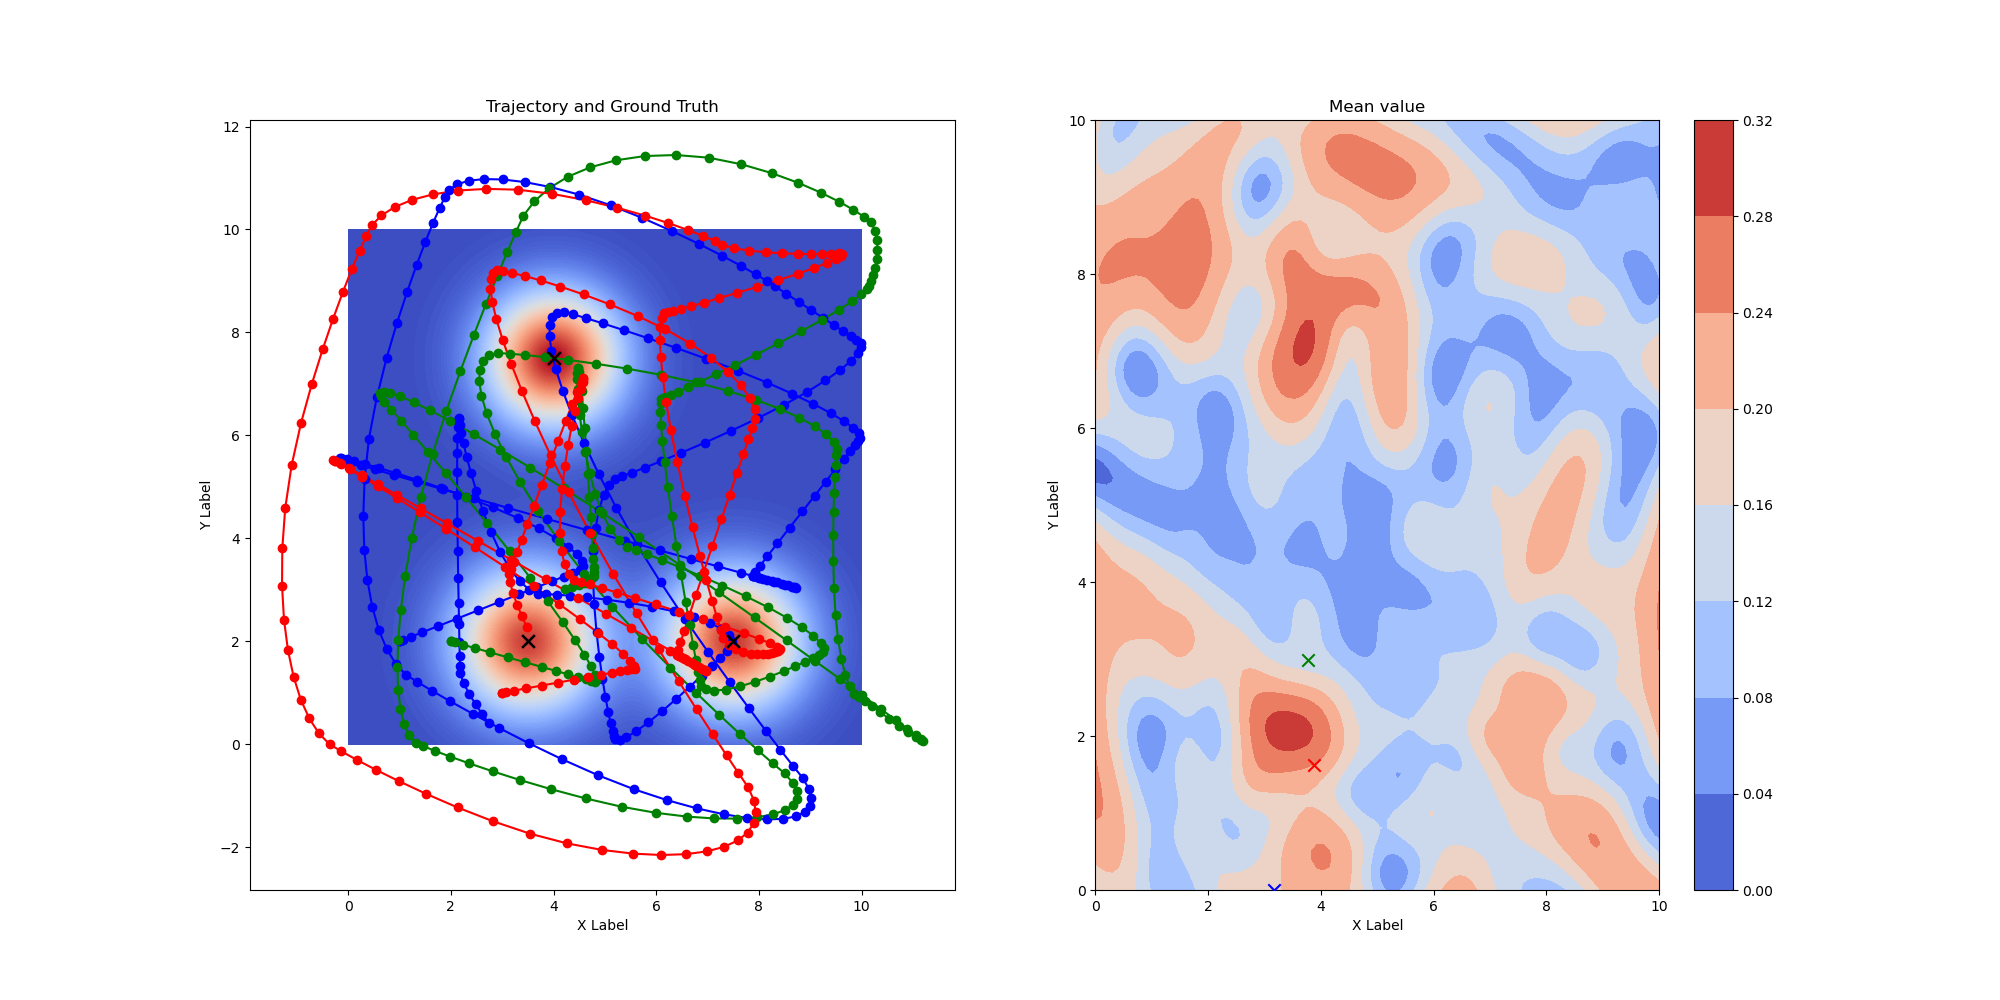 Trajectory and Ground Truth
12
10
8
6
4
2
0
−2
Y Label
0 2 4 6 8 10
X Label
Mean value
10
8
6
4
2
0
Y Label
0 2 4 6 8 10
X Label
0.32
0.28
0.24
0.20
0.16
0.12
0.08
0.04
0.00